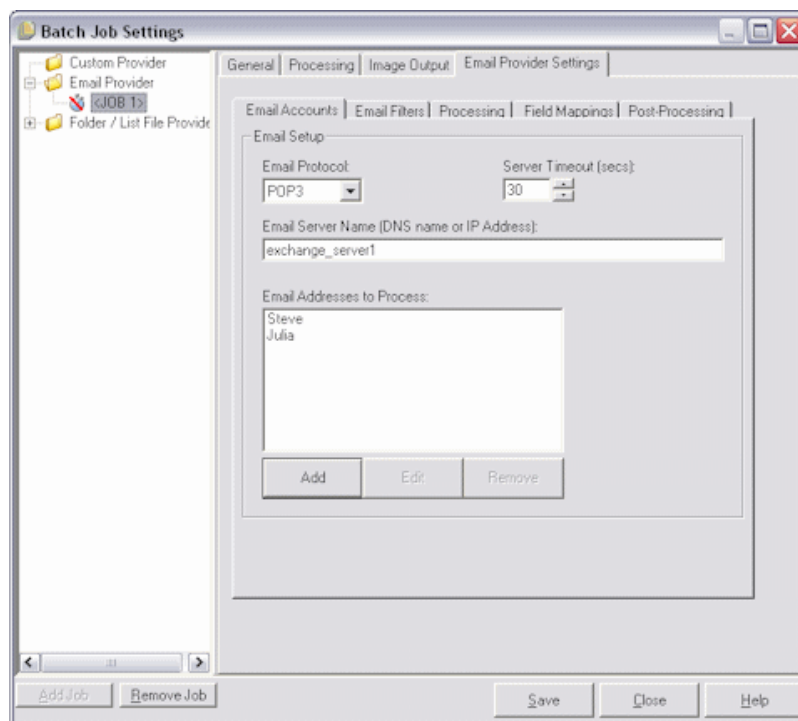 Batch Job Settings
Custom Provider
Email Provider
<JOB 1>
Folder / List File Provide
General Processing Image Output Email Provider Settings
Email Accounts Email Filters Processing Field Mappings Post-Processing
Email Setup
Email Protocol: Server Timeout (secs):
POP3 30
Email Server Name (DNS name or IP Address):
exchange_server1
Email Addresses to Process:
Steve
Julia
Add Edit Remove
Add Job Remove Job Save Close Help